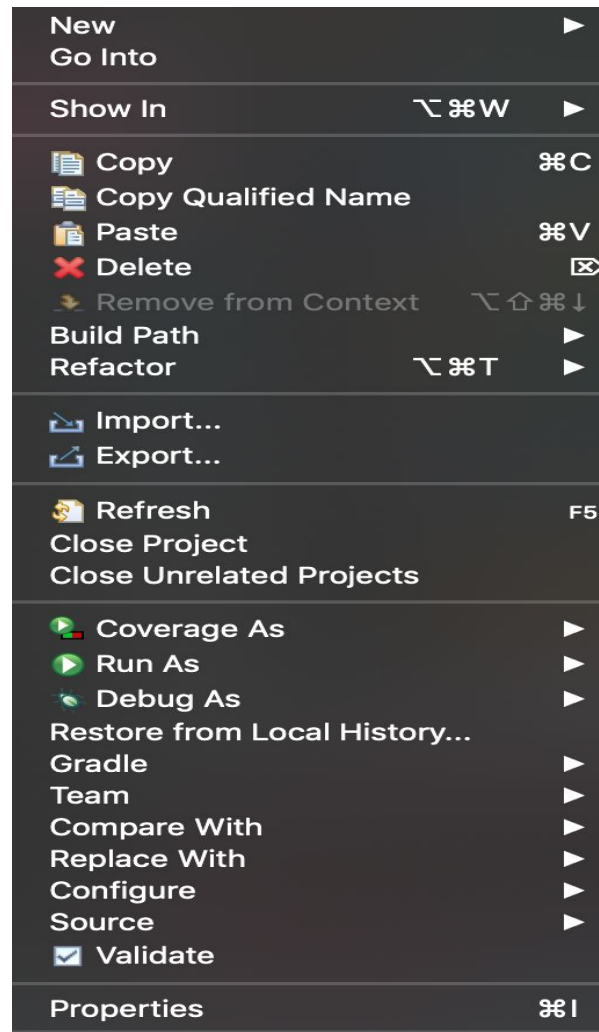 New ▶
Go Into
Show In ⌥⌘W ▶
Copy ⌘C
Copy Qualified Name
Paste ⌘V
Delete ⌦
Remove from Context ⌥⇧⌘↓
Build Path ▶
Refactor ⌥⌘T ▶
Import...
Export...
Refresh F5
Close Project
Close Unrelated Projects
Coverage As ▶
Run As ▶
Debug As ▶
Restore from Local History...
Gradle ▶
Team ▶
Compare With ▶
Replace With ▶
Configure ▶
Source ▶
Validate
Properties ⌘I